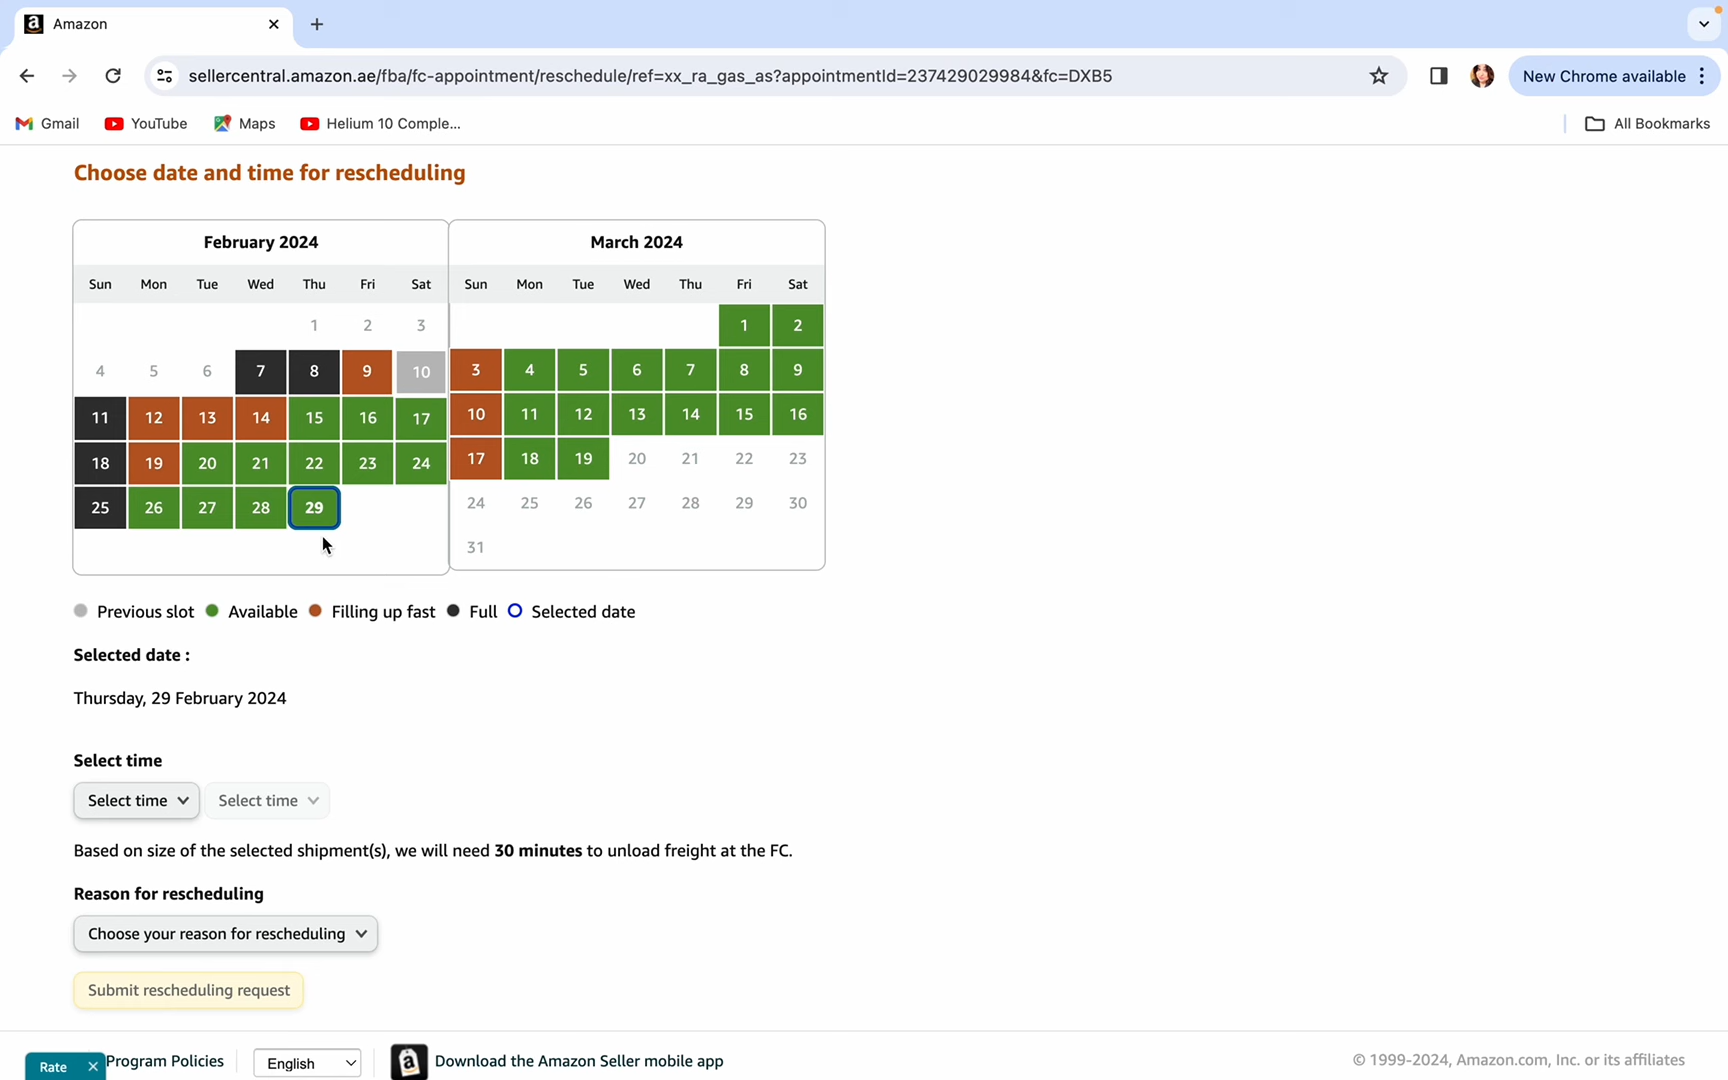 Amazon
sellercentral.amazon.ae/fba/fc-appointment/reschedule/ref=xx_ra_gas_as?appointmentId=237429029984&fc=DXB5
New Chrome available
Gmail YouTube Maps Helium 10 Comple... All Bookmarks
Choose date and time for rescheduling
February 2024
Sun Mon Tue Wed Thu Fri Sat
1 2 3
4 5 6 7 8 9 10
11 12 13 14 15 16 17
18 19 20 21 22 23 24
25 26 27 28 29
March 2024
Sun Mon Tue Wed Thu Fri Sat
1 2
3 4 5 6 7 8 9
10 11 12 13 14 15 16
17 18 19 20 21 22 23
24 25 26 27 28 29 30
31
Previous slot Available Filling up fast Full Selected date
Selected date :
Thursday, 29 February 2024
Select time
Select time Select time
Based on size of the selected shipment(s), we will need 30 minutes to unload freight at the FC.
Reason for rescheduling
Choose your reason for rescheduling
Submit rescheduling request
Rate Program Policies English Download the Amazon Seller mobile app © 1999-2024, Amazon.com, Inc. or its affiliates